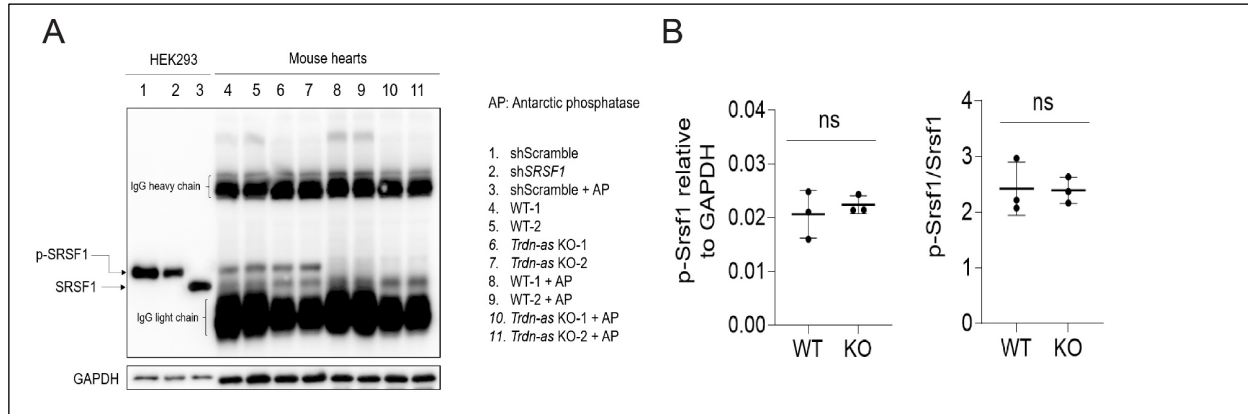 A
B
HEK293
Mouse hearts
1 2 3 4 5 6 7 8 9 10 11
IgG heavy chain
p-SRSF1
SRSF1
IgG light chain
GAPDH
AP: Antarctic phosphatase
1. shScramble
2. shSRSF1
3. shScramble + AP
4. WT-1
5. WT-2
6. Trdn-as KO-1
7. Trdn-as KO-2
8. WT-1 + AP
9. WT-2 + AP
10. Trdn-as KO-1 + AP
11. Trdn-as KO-2 + AP
p-Srsf1 relative
to GAPDH
0.04
0.03
0.02
0.01
0.00
ns
WT KO
p-Srsf1/Srsf1
4
3
2
1
0
ns
WT KO